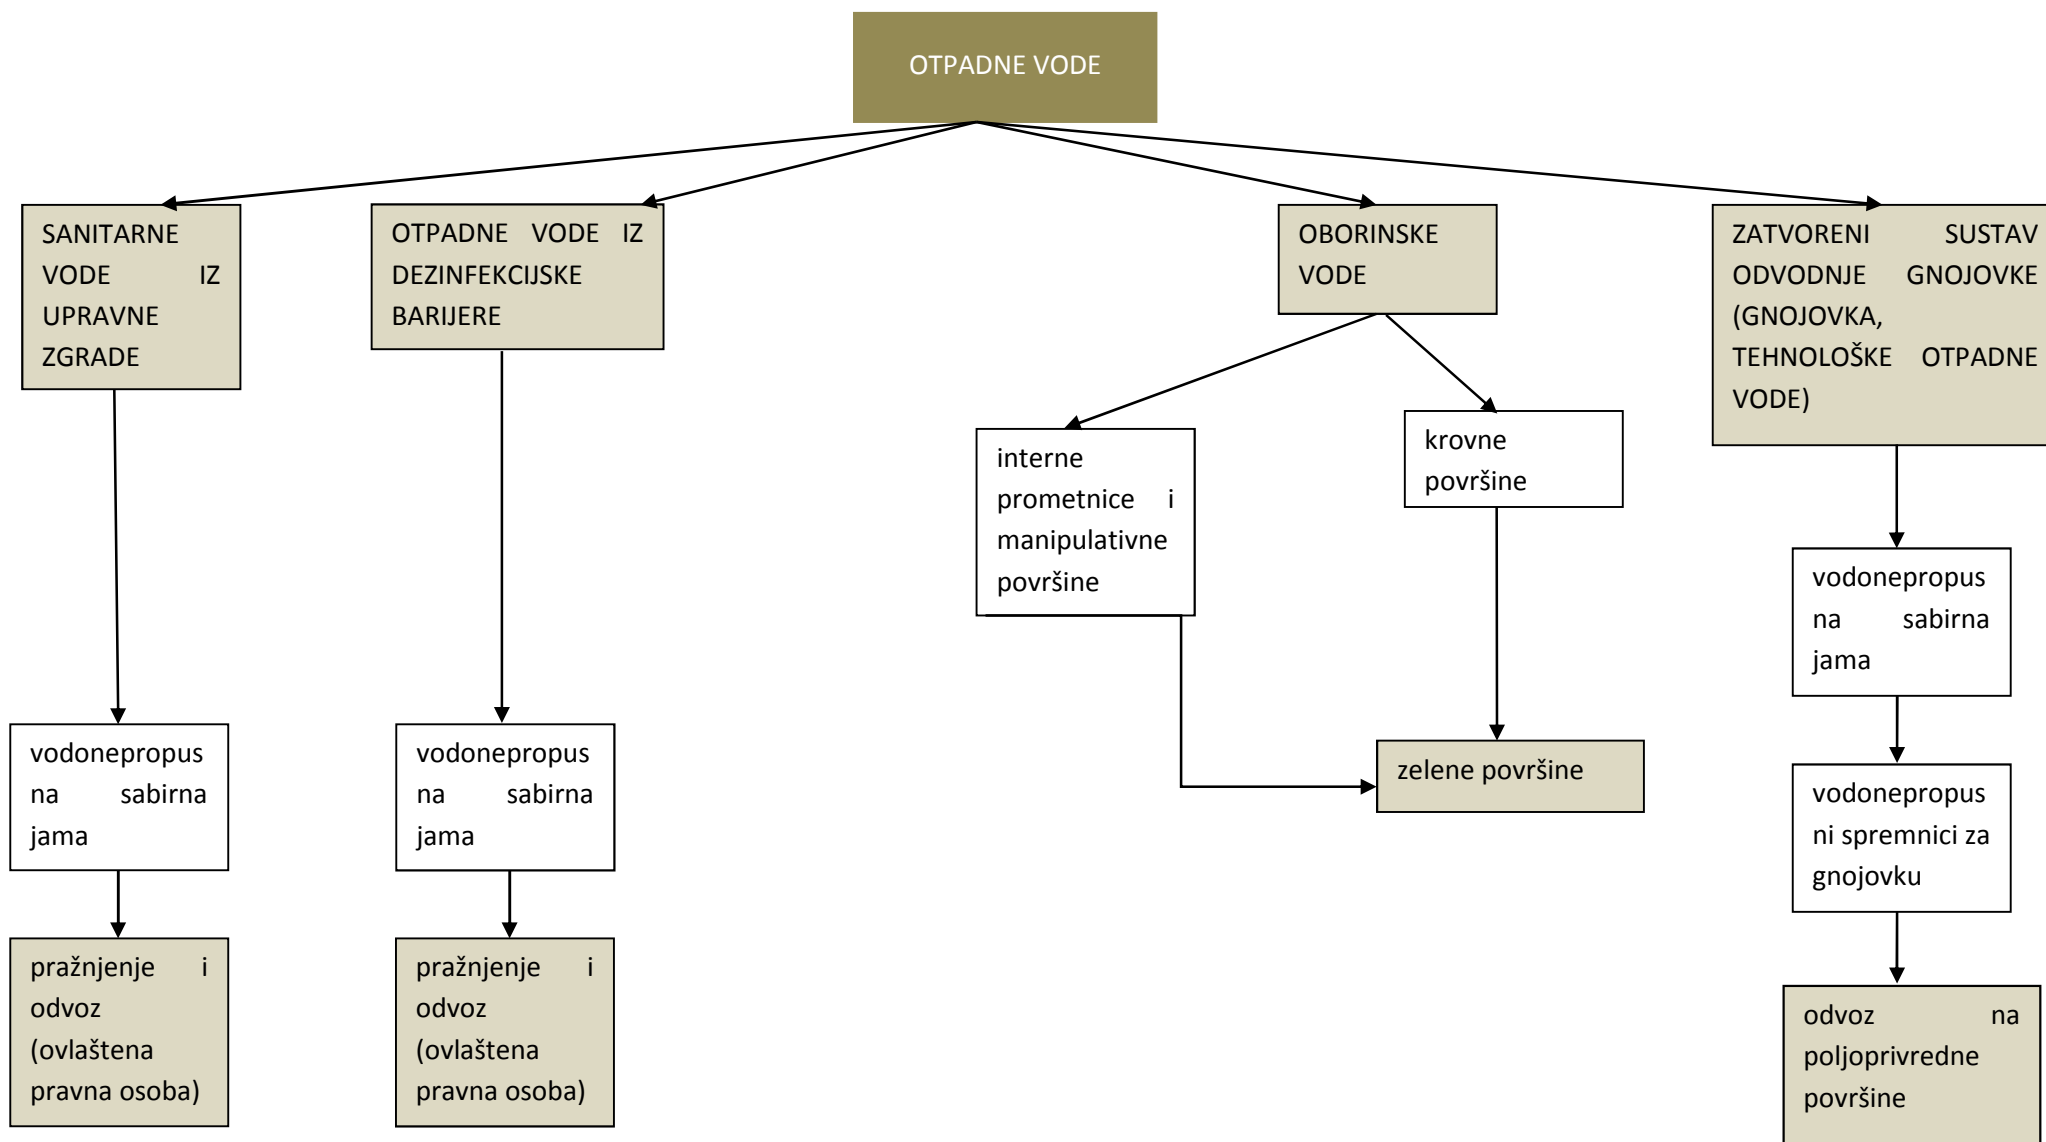 OTPADNE VODE
SANITARNE
VODE IZ
UPRAVNE
ZGRADE
OTPADNE VODE IZ
DEZINFEKCIJSKE
BARIJERE
OBORINSKE
VODE
ZATVORENI SUSTAV
ODVODNJE GNOJOVKE
(GNOJOVKA,
TEHNOLOŠKE OTPADNE
VODE)
interne
prometnice i
manipulativne
površine
krovne
površine
vodonepropus
na sabirna
jama
vodonepropus
na sabirna
jama
vodonepropus
na sabirna
jama
zelene površine
vodonepropus
ni spremnici za
gnojovku
pražnjenje i
odvoz
(ovlaštena
pravna osoba)
pražnjenje i
odvoz
(ovlaštena
pravna osoba)
odvoz na
poljoprivredne
površine